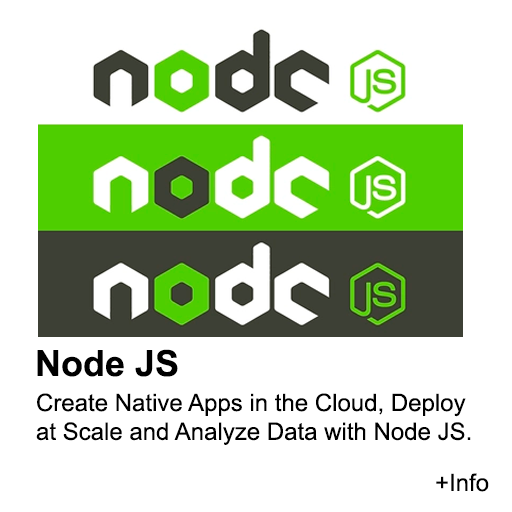 node JS
node JS
node JS
Node JS
Create Native Apps in the Cloud, Deploy
at Scale and Analyze Data with Node JS.
+Info